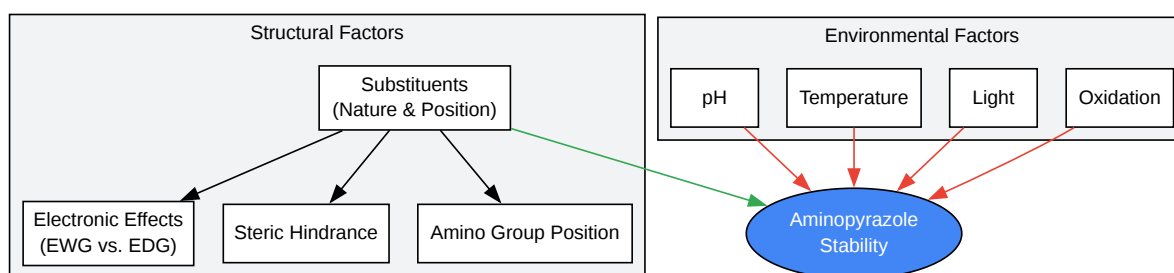 Structural Factors
Substituents
(Nature & Position)
Electronic Effects
(EWG vs. EDG)
Steric Hindrance
Amino Group Position
Environmental Factors
pH
Temperature
Light
Oxidation
Aminopyrazole
Stability